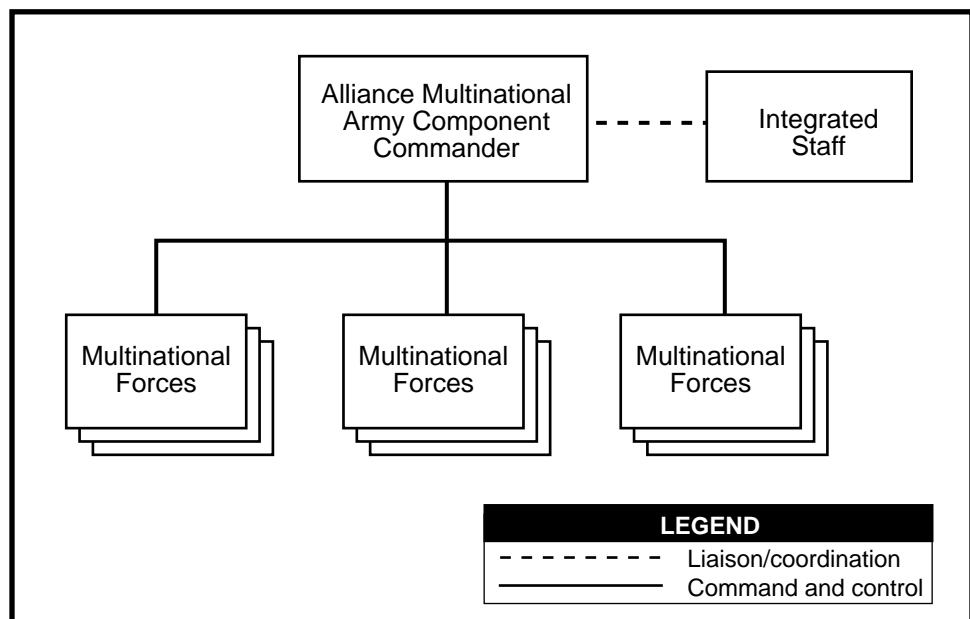 Alliance Multinational
Army Component
Commander
Integrated
Staff
Multinational
Forces
Multinational
Forces
Multinational
Forces
LEGEND
Liaison/coordination
Command and control